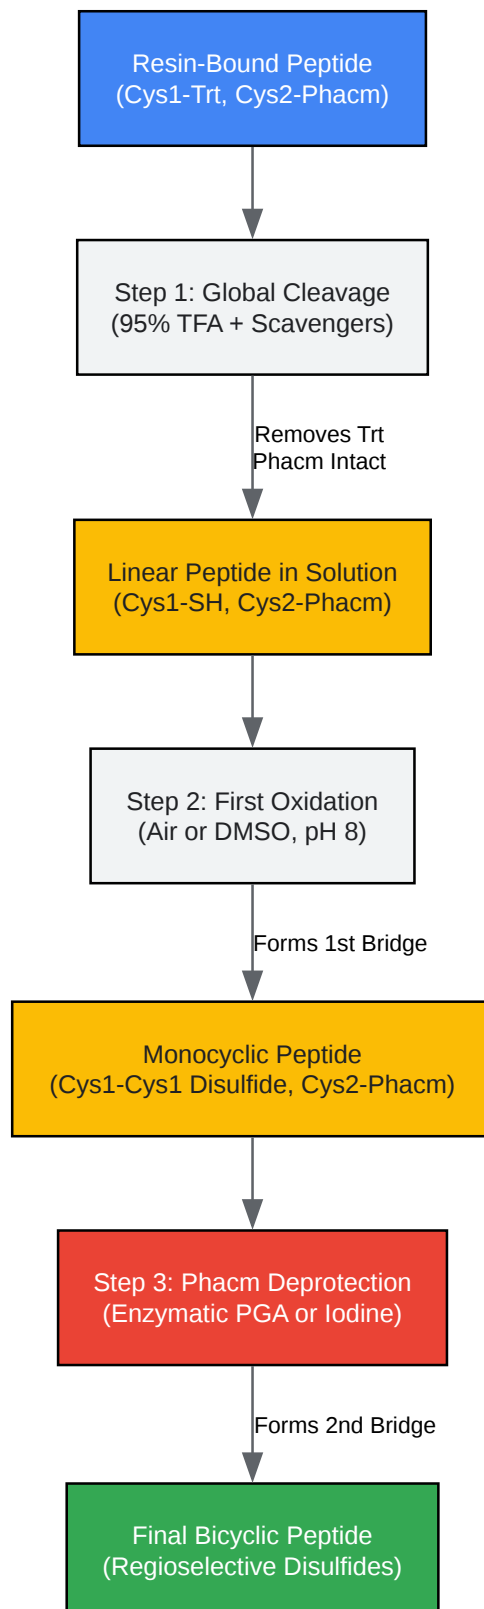 Resin-Bound Peptide
(Cys1-Trt, Cys2-Phacm)
Step 1: Global Cleavage
(95% TFA + Scavengers)
Removes Trt
Phacm Intact
Linear Peptide in Solution
(Cys1-SH, Cys2-Phacm)
Step 2: First Oxidation
(Air or DMSO, pH 8)
Forms 1st Bridge
Monocyclic Peptide
(Cys1-Cys1 Disulfide, Cys2-Phacm)
Step 3: Phacm Deprotection
(Enzymatic PGA or Iodine)
Forms 2nd Bridge
Final Bicyclic Peptide
(Regioselective Disulfides)